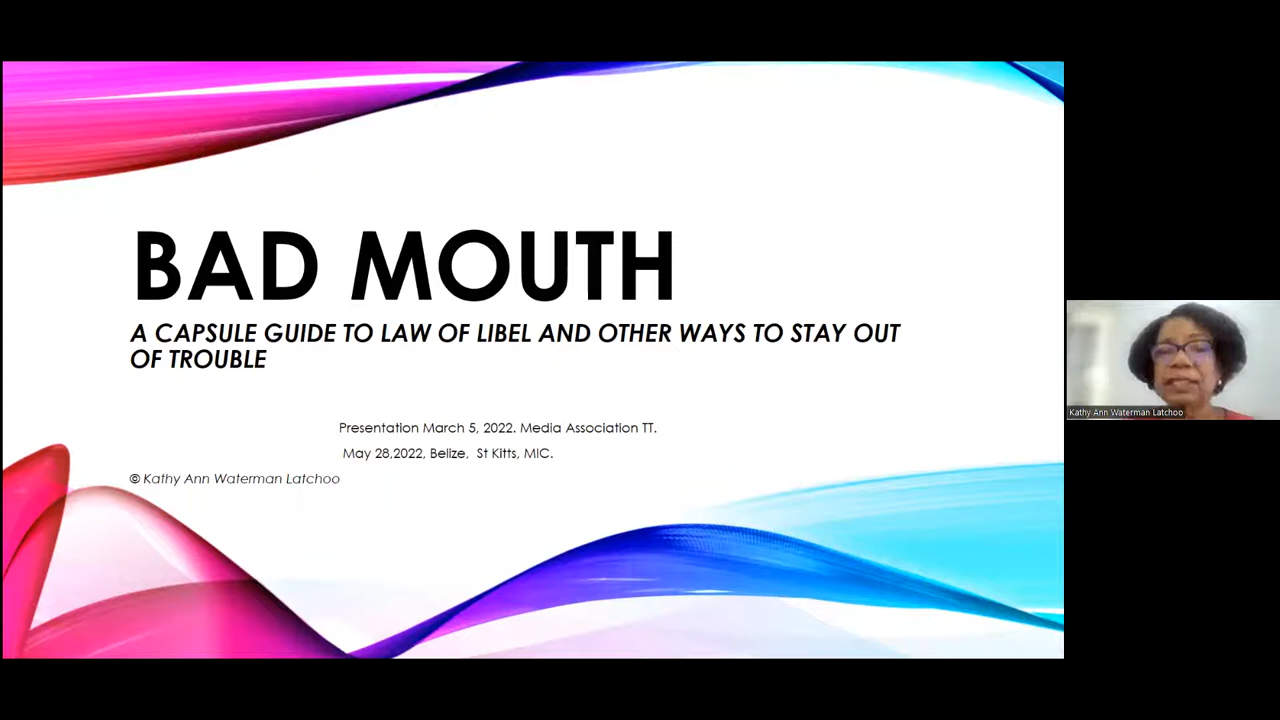 BAD MOUTH
A CAPSULE GUIDE TO LAW OF LIBEL AND OTHER WAYS TO STAY OUT
OF TROUBLE
Presentation March 5, 2022. Media Association TT.
May 28,2022, Belize, St Kitts, MIC.
© Kathy Ann Waterman Latchoo
Kathy Ann Waterman Latchoo